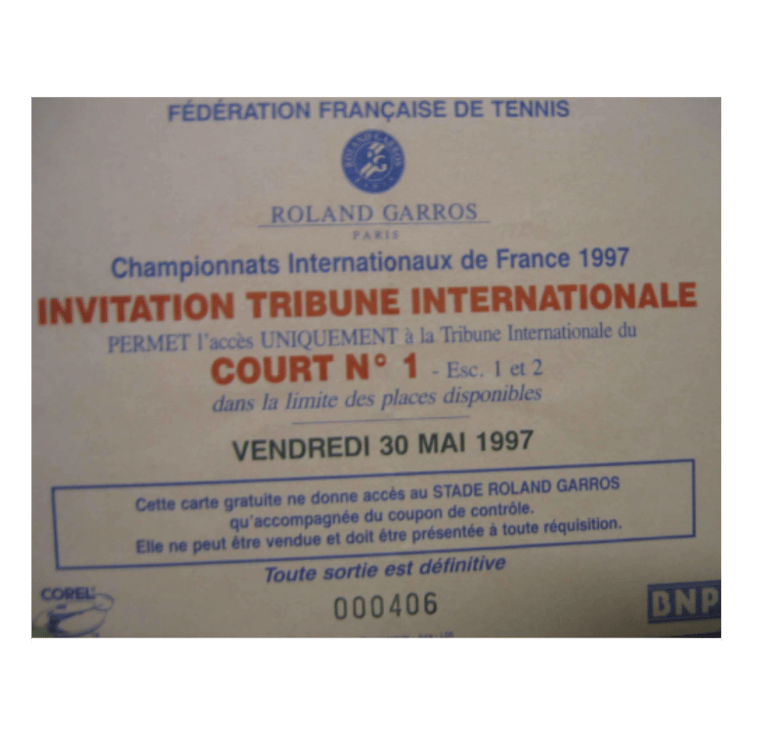 FÉDÉRATION FRANÇAISE DE TENNIS
ROLAND GARROS
PARIS
ROLAND GARROS
PARIS
Championnats Internationaux de France 1997
INVITATION TRIBUNE INTERNATIONALE
PERMET l'accès UNIQUEMENT à la Tribune Internationale du
COURT N° 1 - Esc. 1 et 2
dans la limite des places disponibles
VENDREDI 30 MAI 1997
Cette carte gratuite ne donne accès au STADE ROLAND GARROS
qu'accompagnée du coupon de contrôle.
Elle ne peut être vendue et doit être présentée à toute réquisition.
Toute sortie est définitive
COREL
000406
BNP